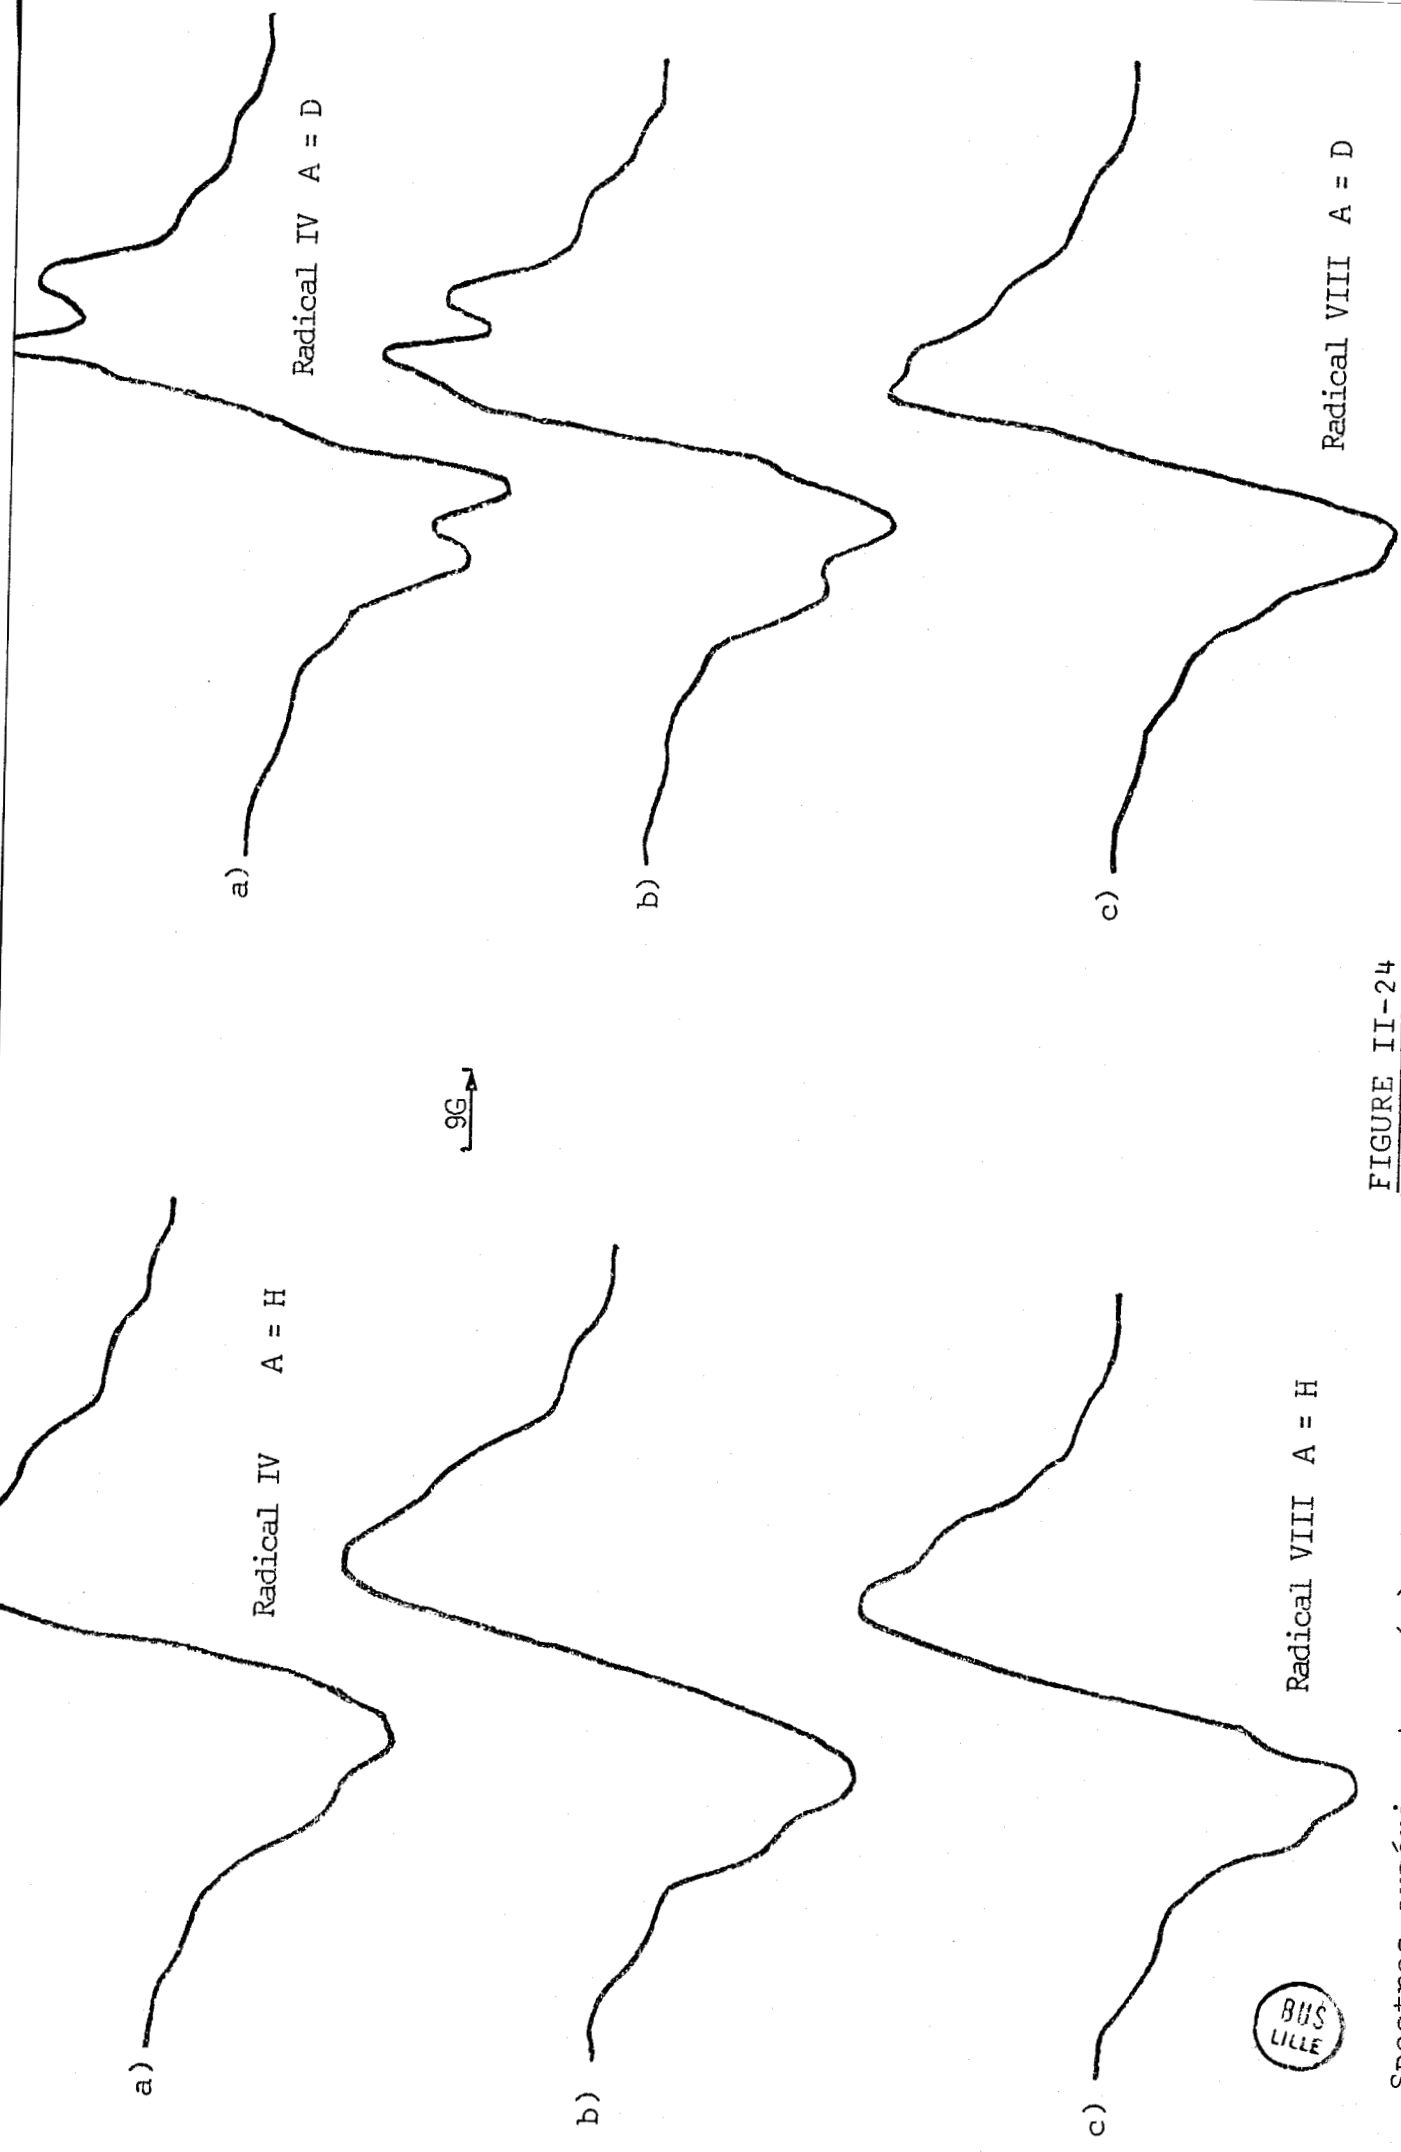 a)
Radical IV A = H
b)
c)
Radical VIII A = H
9G
a)
Radical IV A = D
b)
c)
Radical VIII A = D
FIGURE II-24
BUS
LILLE